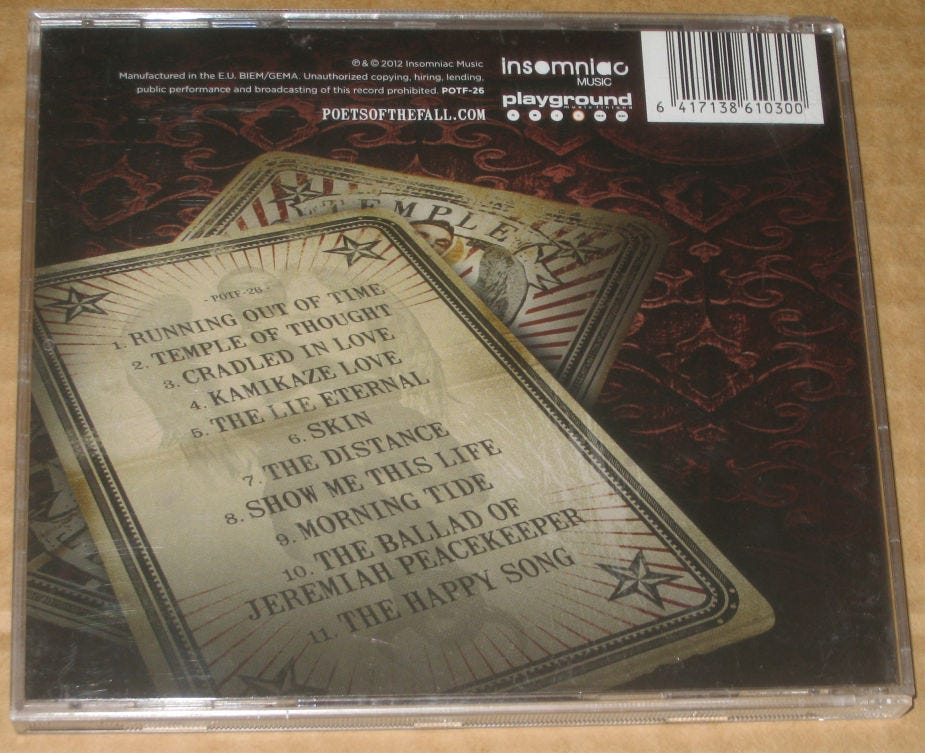 ℗ & © 2012 Insomniac Music
Manufactured in the E.U. BIEM/GEMA. Unauthorized copying, hiring, lending,
public performance and broadcasting of this record prohibited. POTF-26
POETSOFTHEFALL.COM
insomniac
MUSIC
playground
music finland
6 417138 610300
TEMPLE
- POTF-26 -
1. RUNNING OUT OF TIME
2. TEMPLE OF THOUGHT
3. CRADLED IN LOVE
4. KAMIKAZE LOVE
5. THE LIE ETERNAL
6. SKIN
7. THE DISTANCE
8. SHOW ME THIS LIFE
9. MORNING TIDE
10. THE BALLAD OF
JEREMIAH PEACEKEEPER
11. THE HAPPY SONG